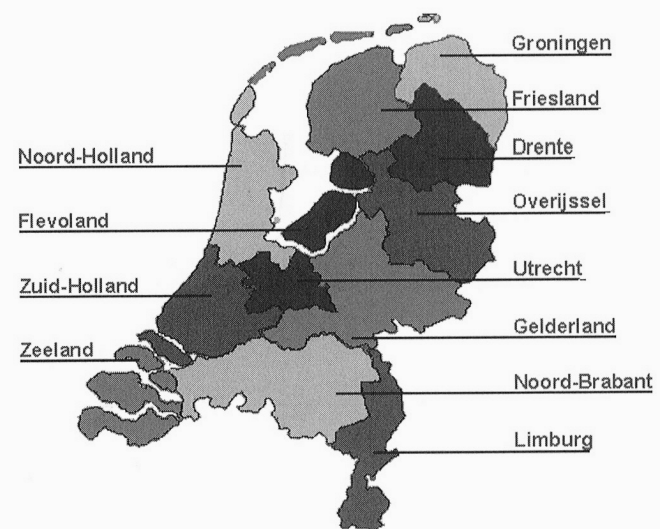 Groningen
Friesland
Noord-Holland
Drente
Flevoland
Overijssel
Zuid-Holland
Utrecht
Zeeland
Gelderland
Noord-Brabant
Limburg